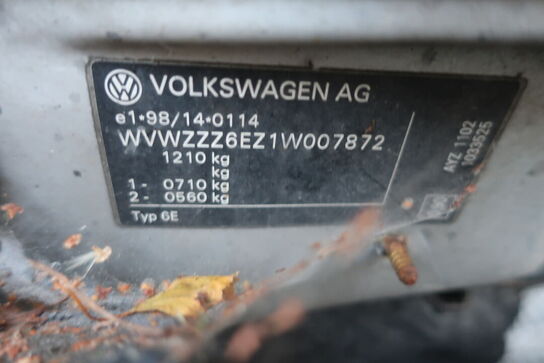 VOLKSWAGEN AG
e1*98/14*0114
WVWZZZ6EZ1W007872
1210 kg
kg
1- 0710 kg
2- 0560 kg
Typ 6E
AYZ 1102
1033525